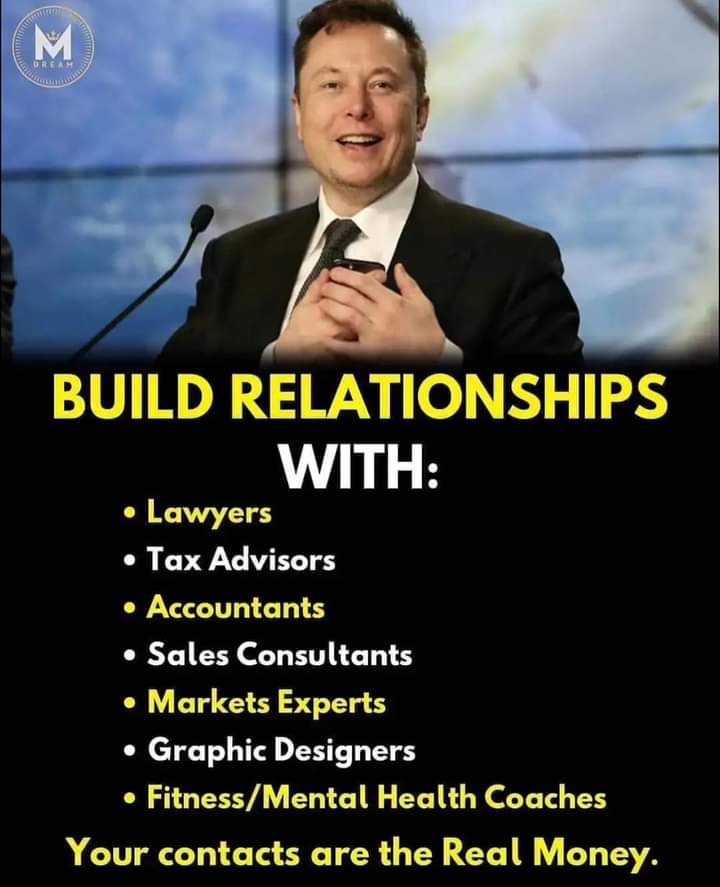 M
DREAM
BUILD RELATIONSHIPS
WITH:
• Lawyers
• Tax Advisors
• Accountants
• Sales Consultants
• Markets Experts
• Graphic Designers
• Fitness/Mental Health Coaches
Your contacts are the Real Money.